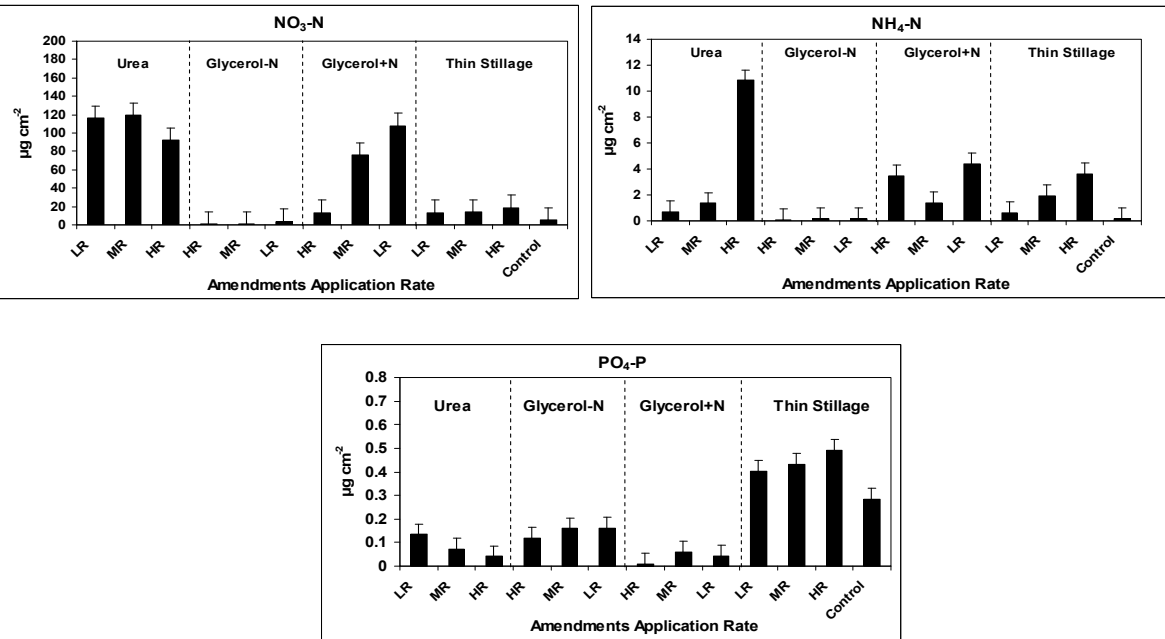 NO₃-N
200
180
160
140
120
100
80
60
40
20
0
µg cm⁻²
Urea Glycerol-N Glycerol+N Thin Stillage
LR MR HR HR MR LR HR MR LR LR MR HR Control
Amendments Application Rate
NH₄-N
14
12
10
8
6
4
2
0
µg cm⁻²
Urea Glycerol-N Glycerol+N Thin Stillage
LR MR HR HR MR LR HR MR LR LR MR HR Control
Amendments Application Rate
PO₄-P
0.8
0.7
0.6
0.5
0.4
0.3
0.2
0.1
0
µg cm⁻²
Urea Glycerol-N Glycerol+N Thin Stillage
LR MR HR HR MR LR HR MR LR LR MR HR Control
Amendments Application Rate